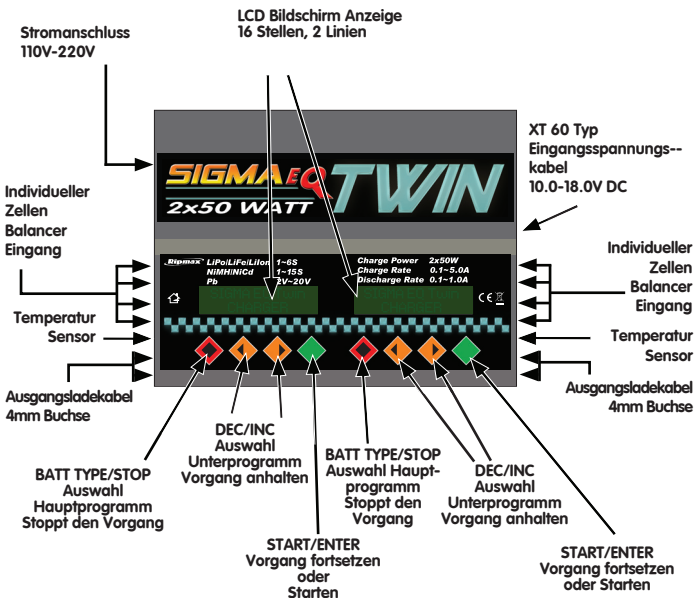 LCD Bildschirm Anzeige
16 Stellen, 2 Linien
Stromanschluss
110V-220V
XT 60 Typ
Eingangsspannungs--
kabel
10.0-18.0V DC
SIGMA EQ TWIN
2x50 WATT
Individueller
Zellen
Balancer
Eingang
Individueller
Zellen
Balancer
Eingang
Ripmax
LiPo|LiFe|LiIon 1~6S
NiMH|NiCd 1~15S
Pb 2V~20V
Charge Power 2x50W
Charge Rate 0.1~5.0A
Discharge Rate 0.1~1.0A
CE
Temperatur
Sensor
Temperatur
Sensor
Ausgangsladekabel
4mm Buchse
Ausgangsladekabel
4mm Buchse
BATT TYPE/STOP
Auswahl
Hauptprogramm
Stoppt den Vorgang
DEC/INC
Auswahl
Unterprogramm
Vorgang anhalten
BATT TYPE/STOP
Auswahl Haupt-
programm
Stoppt den
Vorgang
DEC/INC
Auswahl
Unterprogramm
Vorgang anhalten
START/ENTER
Vorgang fortsetzen
oder
Starten
START/ENTER
Vorgang fortsetzen
oder Starten